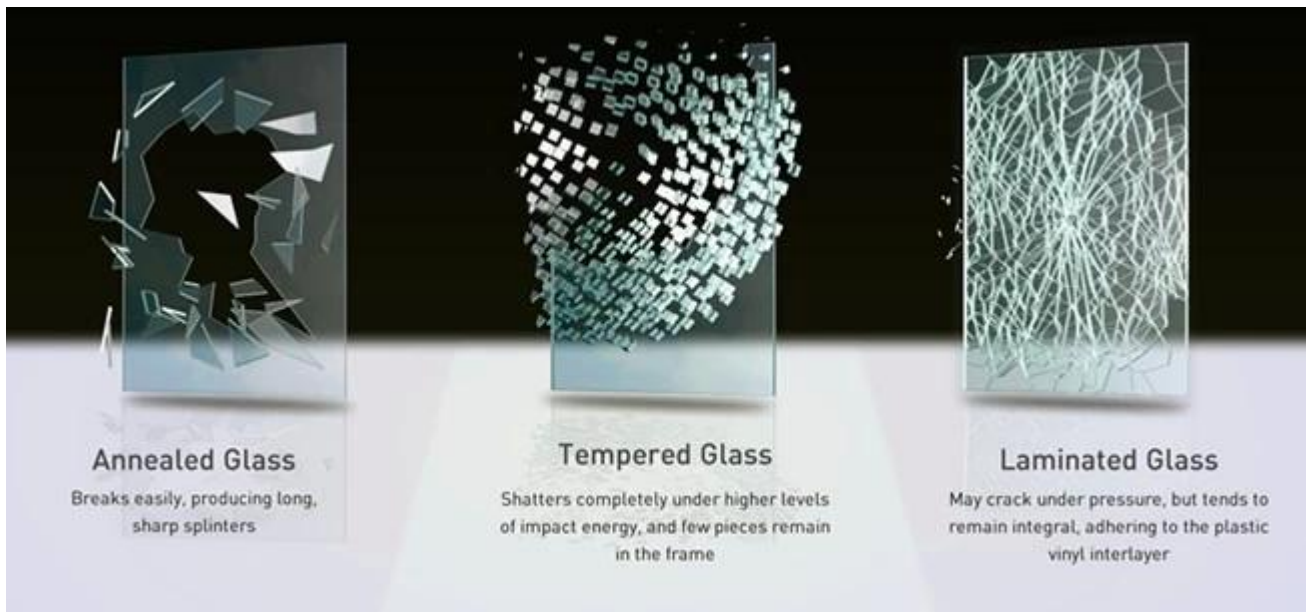 Annealed Glass
Breaks easily, producing long,
sharp splinters
Tempered Glass
Shatters completely under higher levels
of impact energy, and few pieces remain
in the frame
Laminated Glass
May crack under pressure, but tends to
remain integral, adhering to the plastic
vinyl interlayer